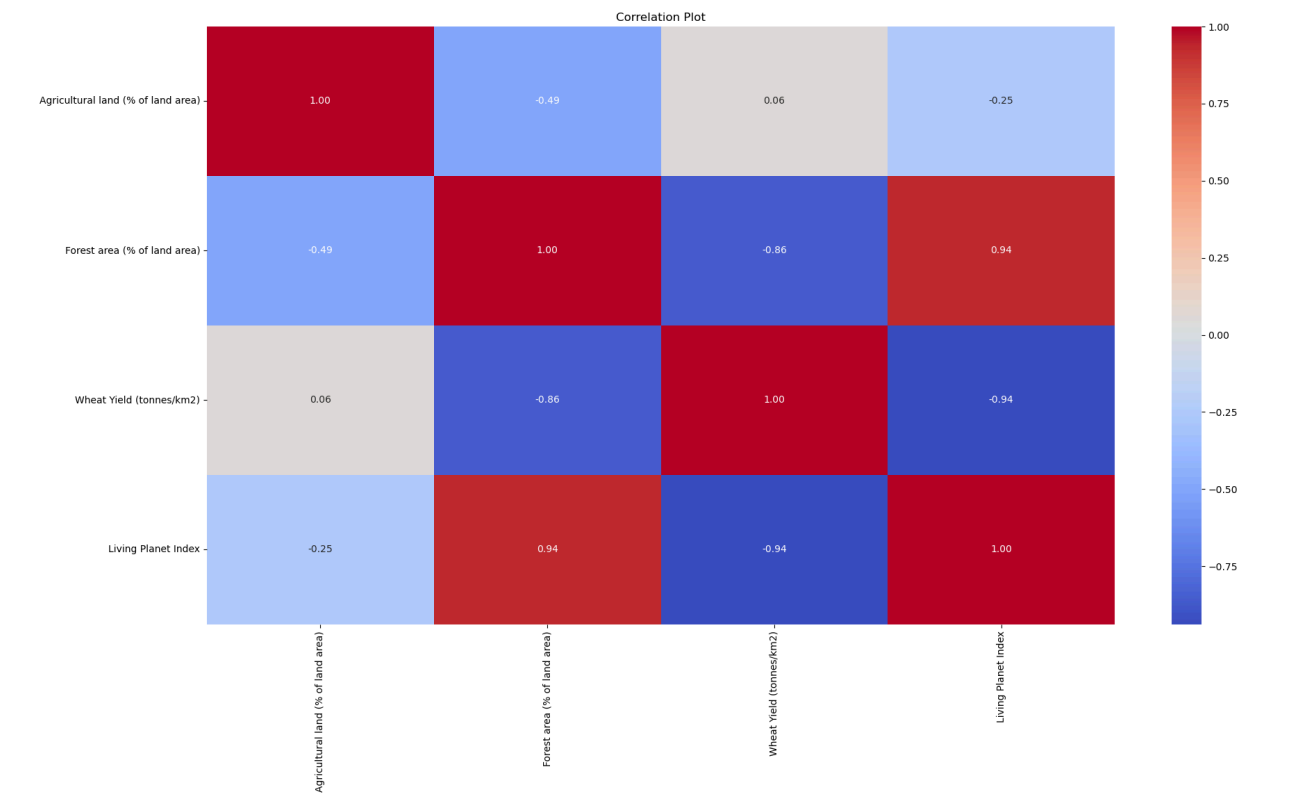 Correlation Plot
Agricultural land (% of land area)
1.00
-0.49
0.06
-0.25
Forest area (% of land area)
-0.49
1.00
-0.86
0.94
Wheat Yield (tonnes/km2)
0.06
-0.86
1.00
-0.94
Living Planet Index
-0.25
0.94
-0.94
1.00
Agricultural land (% of land area)
Forest area (% of land area)
Wheat Yield (tonnes/km2)
Living Planet Index
1.00
0.75
0.50
0.25
0.00
−0.25
−0.50
−0.75